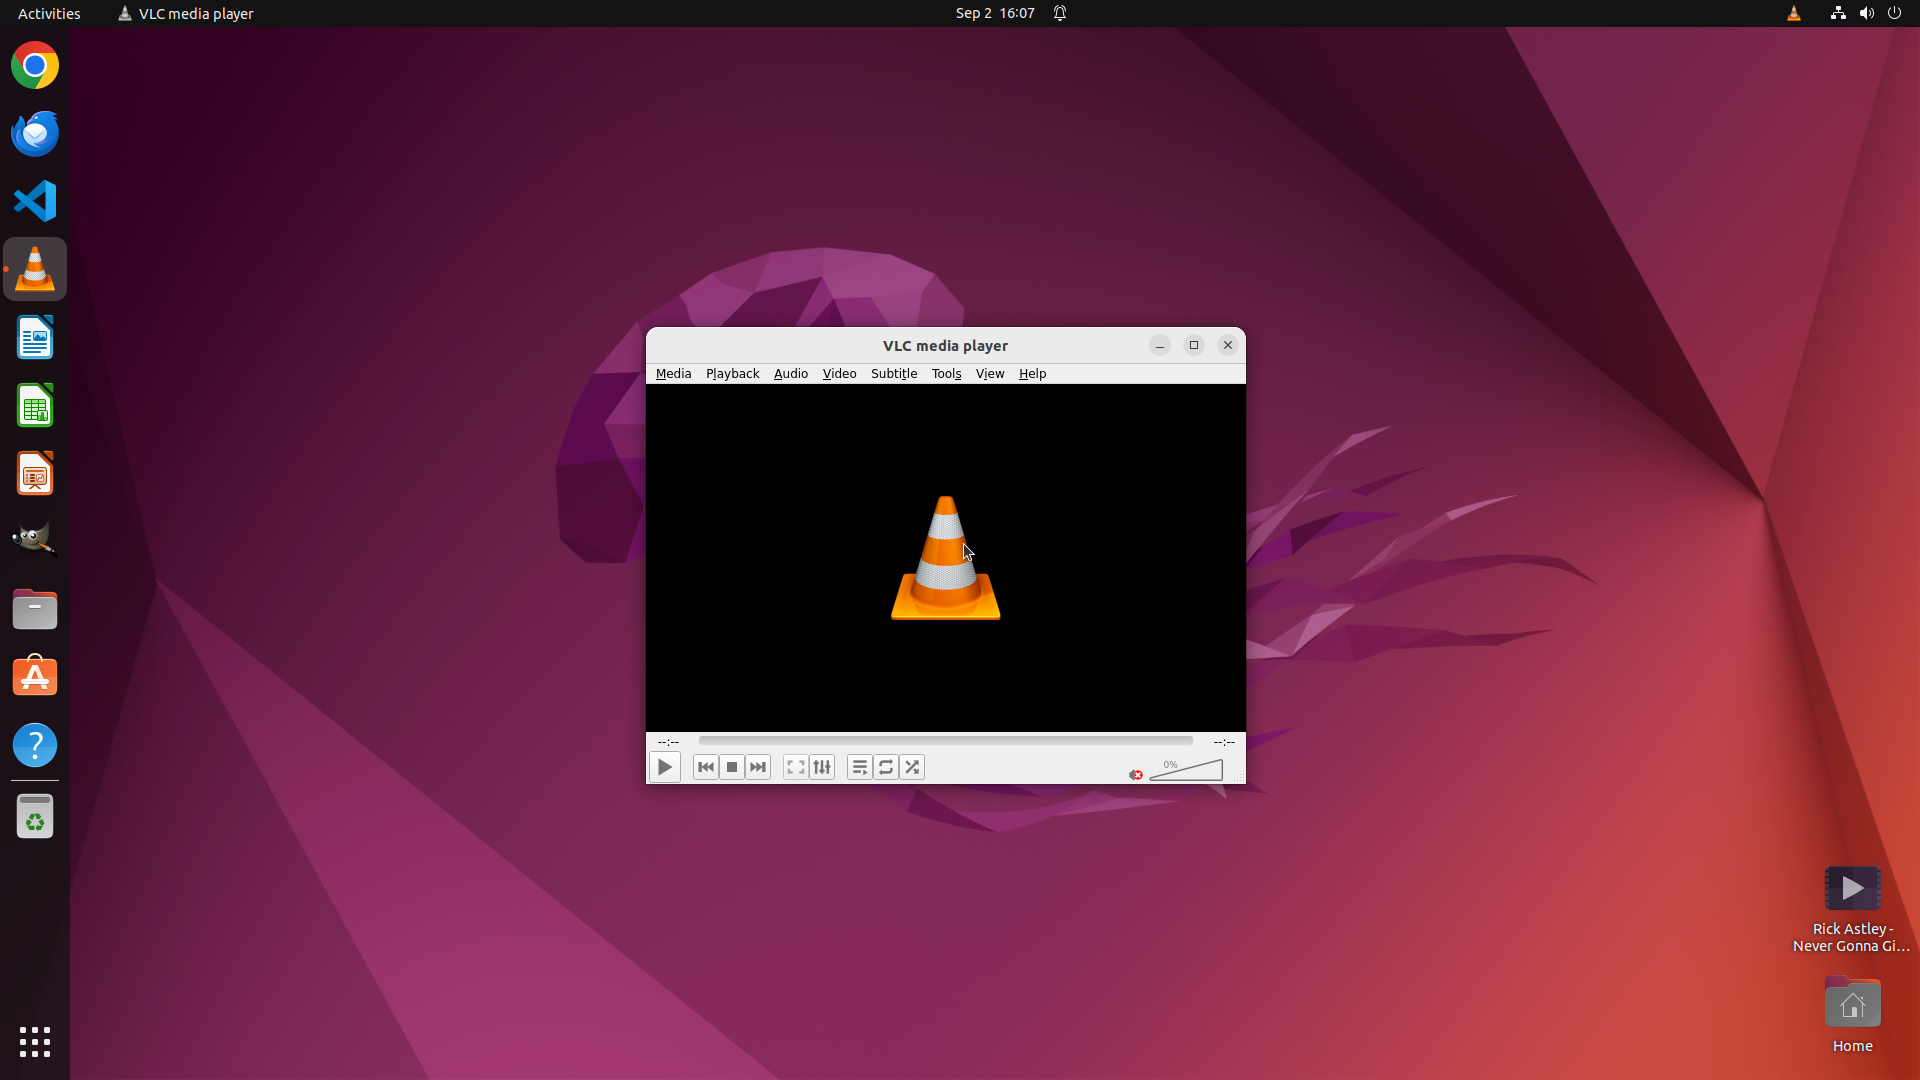 Activities
VLC media player
Sep 2 16:07
VLC media player
Media Playback Audio Video Subtitle Tools View Help
--:-- --:--
0%
Rick Astley -
Never Gonna Gi...
Home